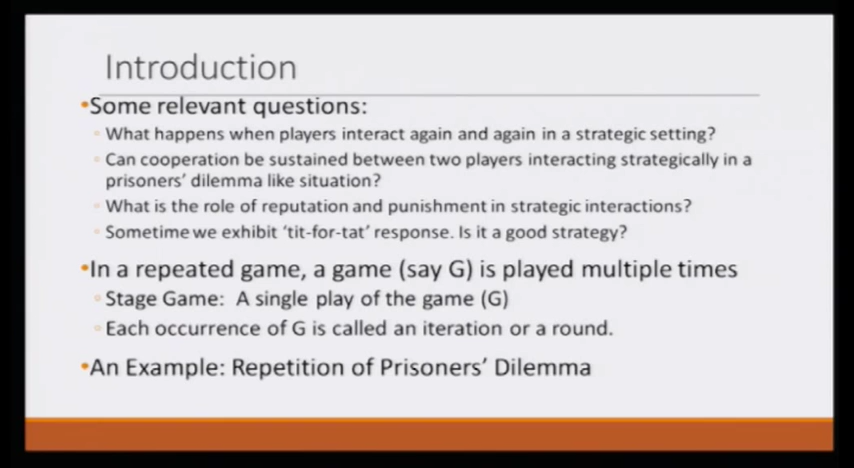 Introduction
•Some relevant questions:
◦ What happens when players interact again and again in a strategic setting?
◦ Can cooperation be sustained between two players interacting strategically in a
prisoners' dilemma like situation?
◦ What is the role of reputation and punishment in strategic interactions?
◦ Sometime we exhibit 'tit-for-tat' response. Is it a good strategy?
•In a repeated game, a game (say G) is played multiple times
◦ Stage Game: A single play of the game (G)
◦ Each occurrence of G is called an iteration or a round.
•An Example: Repetition of Prisoners' Dilemma